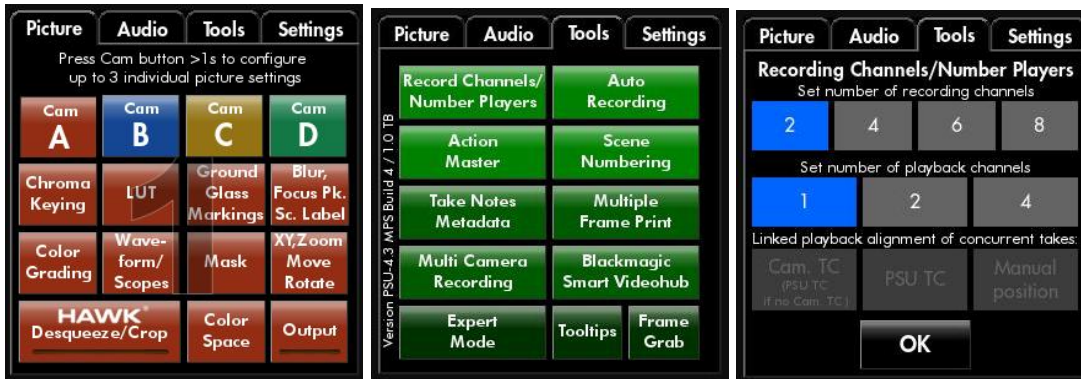 Picture Audio Tools Settings
Press Cam button >1s to configure
up to 3 individual picture settings
Cam Cam Cam Cam
A B C D
Chroma
Keying
LUT
Ground
Glass
Markings
Blur,
Focus Pk.
Sc. Label
Color
Grading
Wave-
form/
Scopes
Mask
XY,Zoom
Move
Rotate
HAWK
Desqueeze/Crop
Color
Space
Output
1
Picture Audio Tools Settings
Version PSU-4.3 MPS Build 4 / 1.0 TB
Record Channels/
Number Players
Auto
Recording
Action
Master
Scene
Numbering
Take Notes
Metadata
Multiple
Frame Print
Multi Camera
Recording
Blackmagic
Smart Videohub
Expert
Mode
Tooltips
Frame
Grab
Picture Audio Tools Settings
Recording Channels/Number Players
Set number of recording channels
2 4 6 8
Set number of playback channels
1 2 4
Linked playback alignment of concurrent takes:
Cam. TC
(PSU TC
if no Cam. TC)
PSU TC
Manual
position
OK